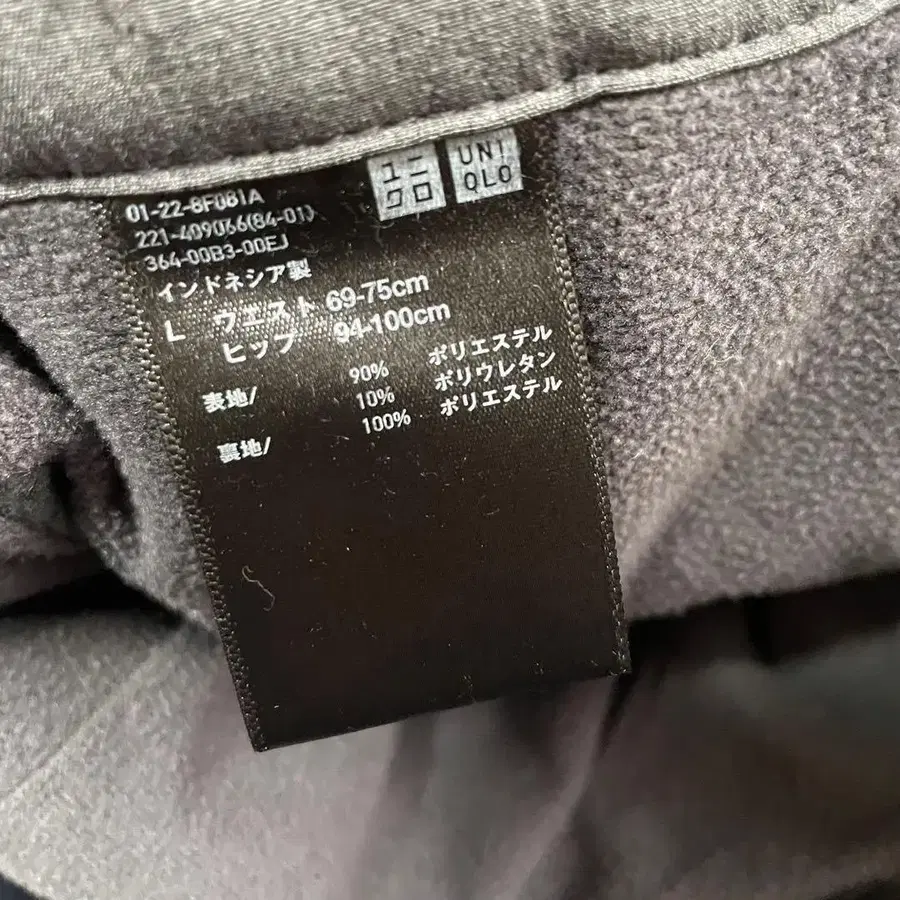 ユニクロ
UNIQLO
01-22-8F081A
221-409066(84-01)
364-00B3-00EJ
インドネシア製
L ウエスト 69-75cm
ヒップ 94-100cm
表地/ 90% ポリエステル
10% ポリウレタン
裏地/ 100% ポリエステル